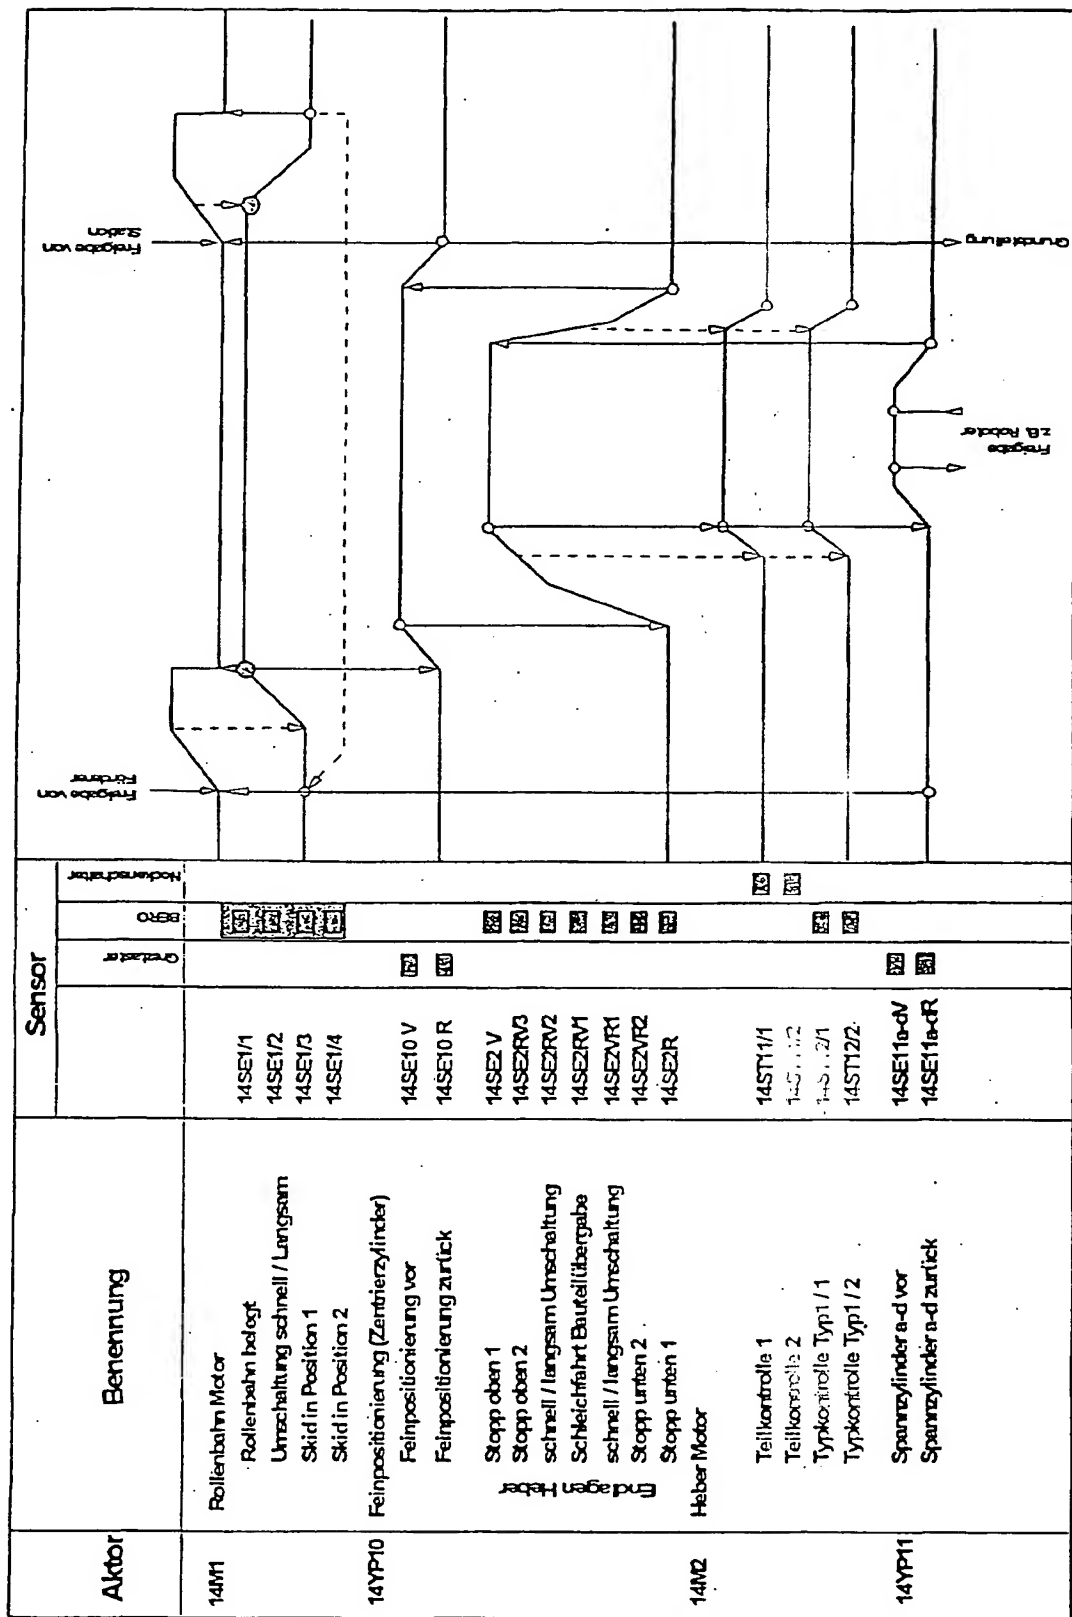 Aktor
Benennung
Sensor
Grettaster
BERO
Nockenschalter
14M1
Rollenbahn Motor
Rollenbahn belegt
14SE1/1
Umschaltung schnell / Langsam
14SE1/2
Skid in Position 1
14SE1/3
Skid in Position 2
14SE1/4
14YP10
Feinpositionierung (Zentrierzylinder)
Feinpositionierung vor
14SE10 V
Feinpositionierung zurück
14SE10 R
Endlagen Heber
Stopp oben 1
14SE2 V
Stopp oben 2
14SE2RV3
schnell / langsam Umschaltung
14SE2RV2
Schleichfahrt Bauteilübergabe
14SE2RV1
schnell / langsam Umschaltung
14SE2VR1
Stopp unten 2
14SE2VR2
Stopp unten 1
14SE2R
14M2
Heber Motor
Teilkontrolle 1
14ST11/1
Teilkontrolle 2
Typkontrolle Typ1 / 1
Typkontrolle Typ1 / 2
14ST12/2
14YP11
Spannzylinder a-d vor
14SE11a-dV
Spannzylinder a-d zurück
14SE11a-dR
Freigabe von
Förderer
Freigabe von
Station
Freigabe
z.B. Roboter
Grundstellung